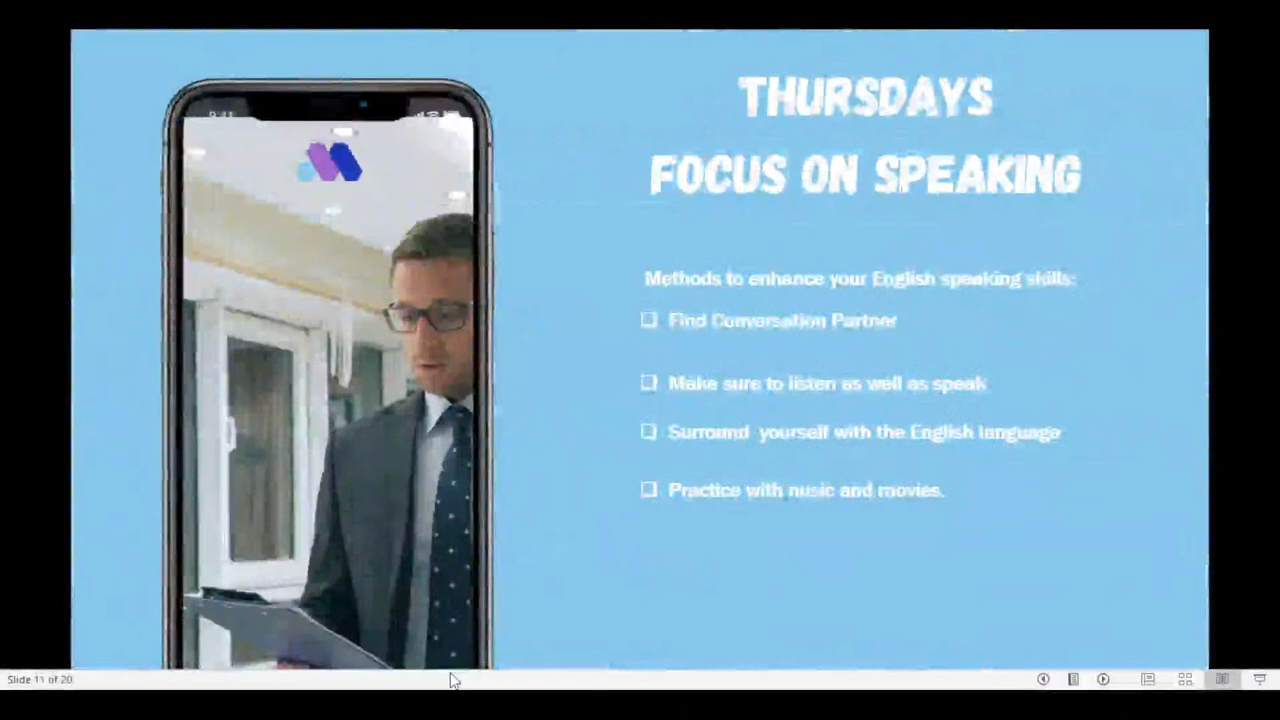 THURSDAYS
FOCUS ON SPEAKING
Methods to enhance your English speaking skills:
Find Conversation Partner
Make sure to listen as well as speak
Surround yourself with the English language
Practice with music and movies.
Slide 11 of 20